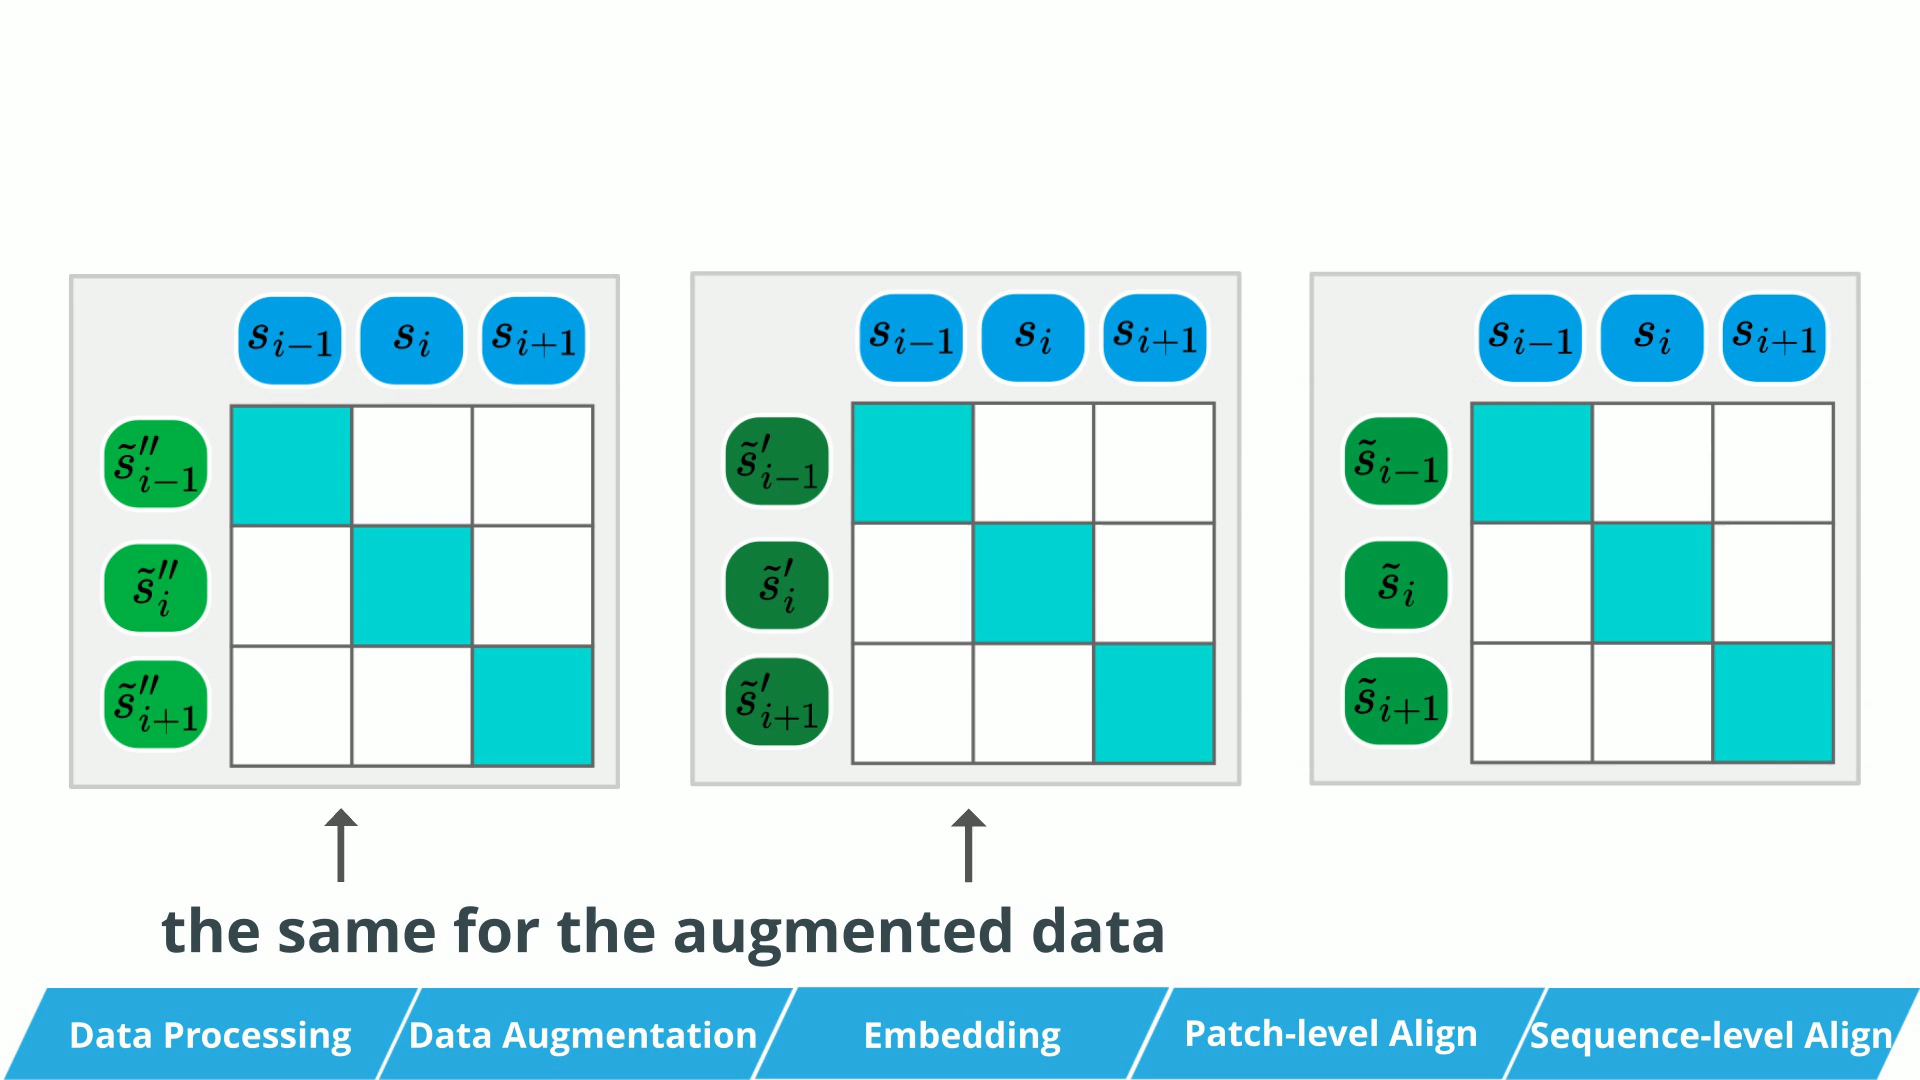 s_{i−1} s_i s_{i+1} s_{i−1} s_i s_{i+1} s_{i−1} s_i s_{i+1}
s̃''_{i−1} s̃'_{i−1} s̃_{i−1}
s̃''_i s̃'_i s̃_i
s̃''_{i+1} s̃'_{i+1} s̃_{i+1}
the same for the augmented data
Data Processing Data Augmentation Embedding Patch-level Align Sequence-level Align